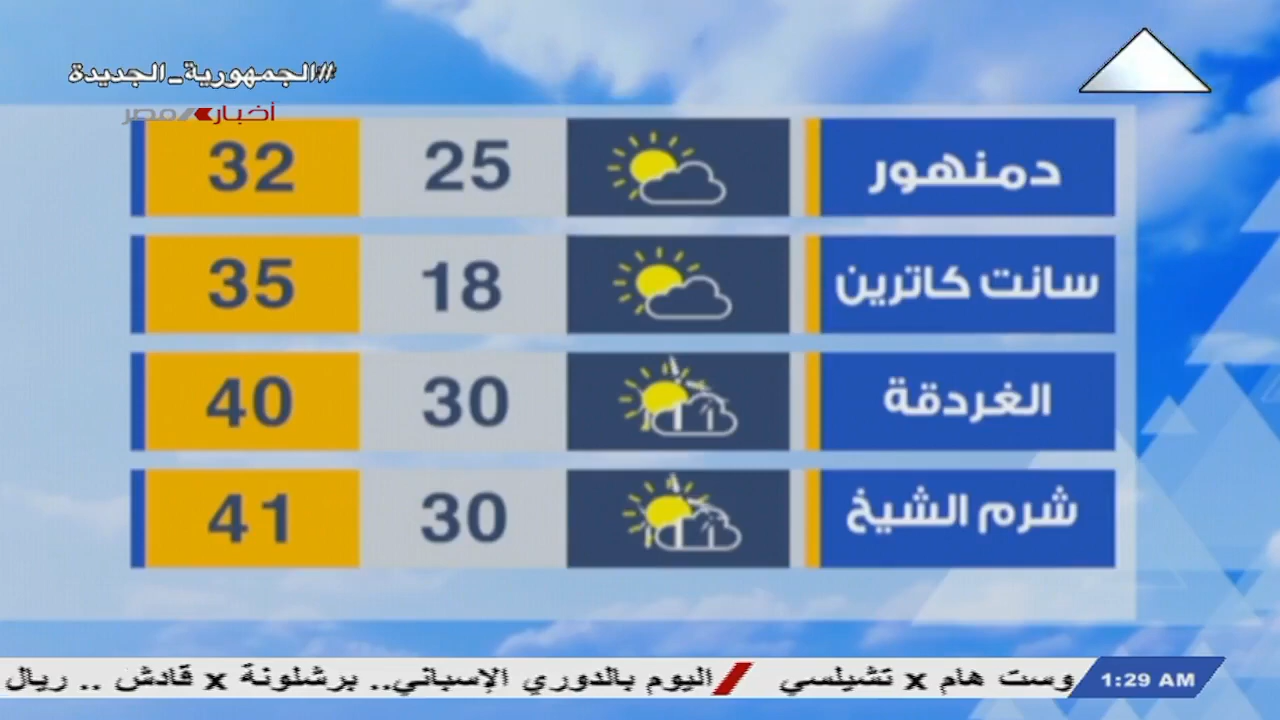 #الجمهورية_الجديدة
أخبار مصر
دمنهور 25 32
سانت كاترين 18 35
الغردقة 30 40
شرم الشيخ 30 41
1:29 AM وست هام x تشيلسي اليوم بالدوري الإسباني.. برشلونة x قادش .. ريال